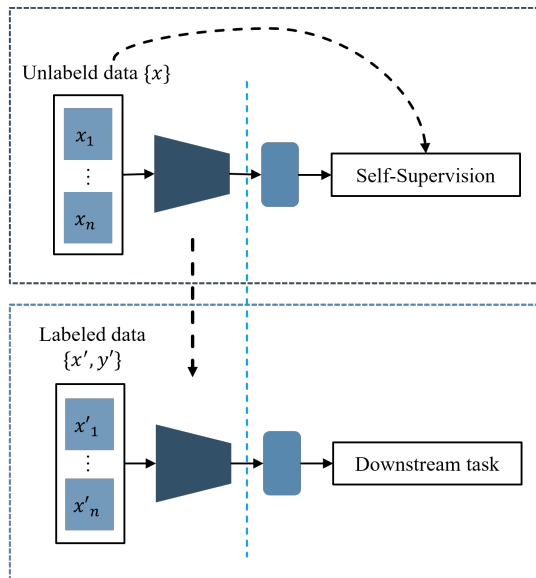 Unlabeld data {x}
x₁
⋮
xₙ
Self-Supervision
Labeled data
{x′, y′}
x′₁
⋮
x′ₙ
Downstream task